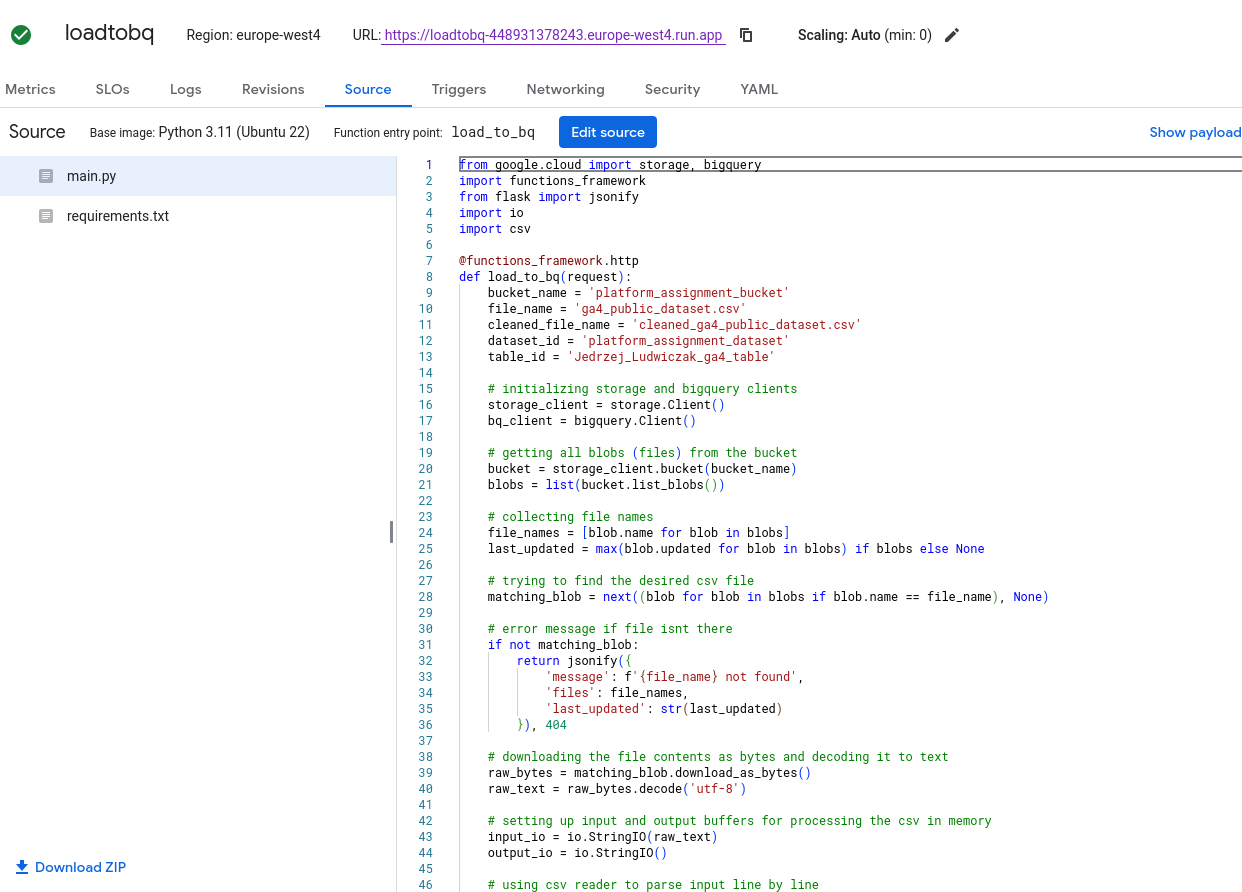 loadtobq Region: europe-west4 URL: https://loadtobq-448931378243.europe-west4.run.app Scaling: Auto (min: 0)
Metrics SLOs Logs Revisions Source Triggers Networking Security YAML
Source Base image: Python 3.11 (Ubuntu 22) Function entry point: load_to_bq Edit source Show payload
main.py
requirements.txt
Download ZIP
1 from google.cloud import storage, bigquery
2 import functions_framework
3 from flask import jsonify
4 import io
5 import csv
6
7 @functions_framework.http
8 def load_to_bq(request):
9     bucket_name = 'platform_assignment_bucket'
10     file_name = 'ga4_public_dataset.csv'
11     cleaned_file_name = 'cleaned_ga4_public_dataset.csv'
12     dataset_id = 'platform_assignment_dataset'
13     table_id = 'Jedrzej_Ludwiczak_ga4_table'
14
15     # initializing storage and bigquery clients
16     storage_client = storage.Client()
17     bq_client = bigquery.Client()
18
19     # getting all blobs (files) from the bucket
20     bucket = storage_client.bucket(bucket_name)
21     blobs = list(bucket.list_blobs())
22
23     # collecting file names
24     file_names = [blob.name for blob in blobs]
25     last_updated = max(blob.updated for blob in blobs) if blobs else None
26
27     # trying to find the desired csv file
28     matching_blob = next((blob for blob in blobs if blob.name == file_name), None)
29
30     # error message if file isnt there
31     if not matching_blob:
32         return jsonify({
33             'message': f'{file_name} not found',
34             'files': file_names,
35             'last_updated': str(last_updated)
36         }), 404
37
38     # downloading the file contents as bytes and decoding it to text
39     raw_bytes = matching_blob.download_as_bytes()
40     raw_text = raw_bytes.decode('utf-8')
41
42     # setting up input and output buffers for processing the csv in memory
43     input_io = io.StringIO(raw_text)
44     output_io = io.StringIO()
45
46     # using csv reader to parse input line by line